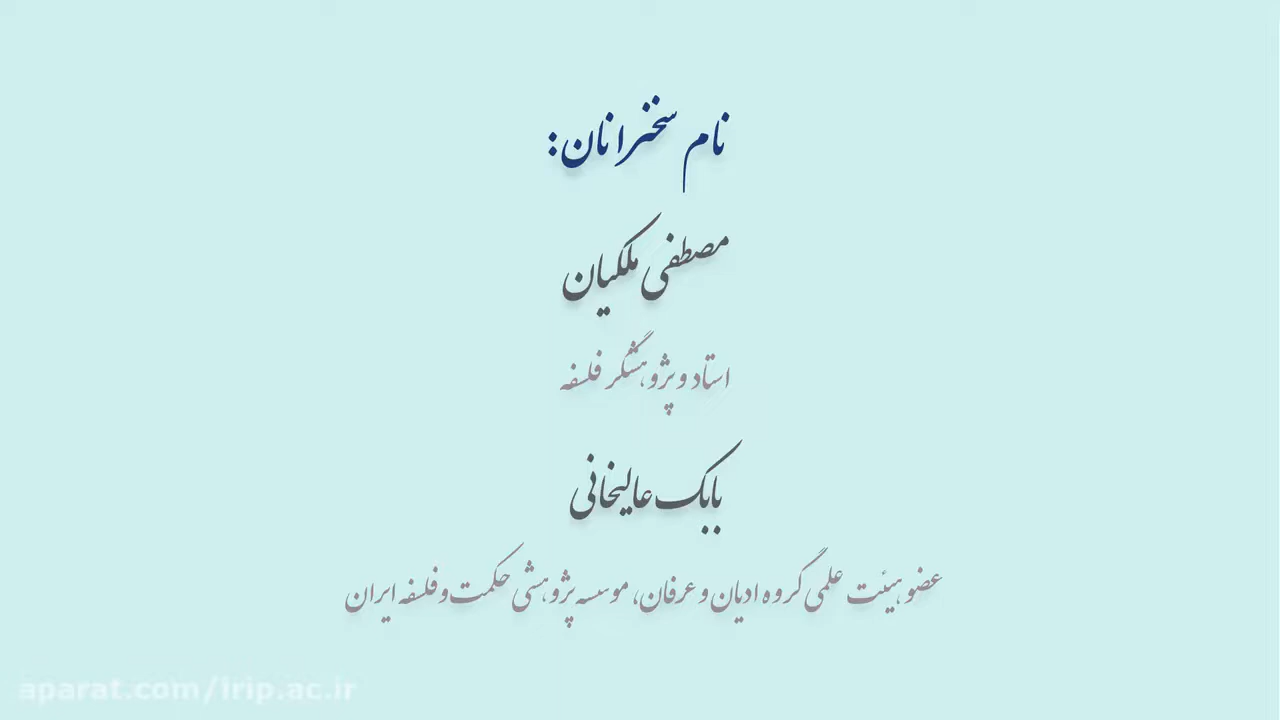 نام سخنرانان:
مصطفی ملکیان
استاد و پژوهشگر فلسفه
بابک عالیخانی
عضو هیئت علمی گروه ادیان و عرفان، موسسه پژوهشی حکمت و فلسفه ایران
aparat.com/irip.ac.ir